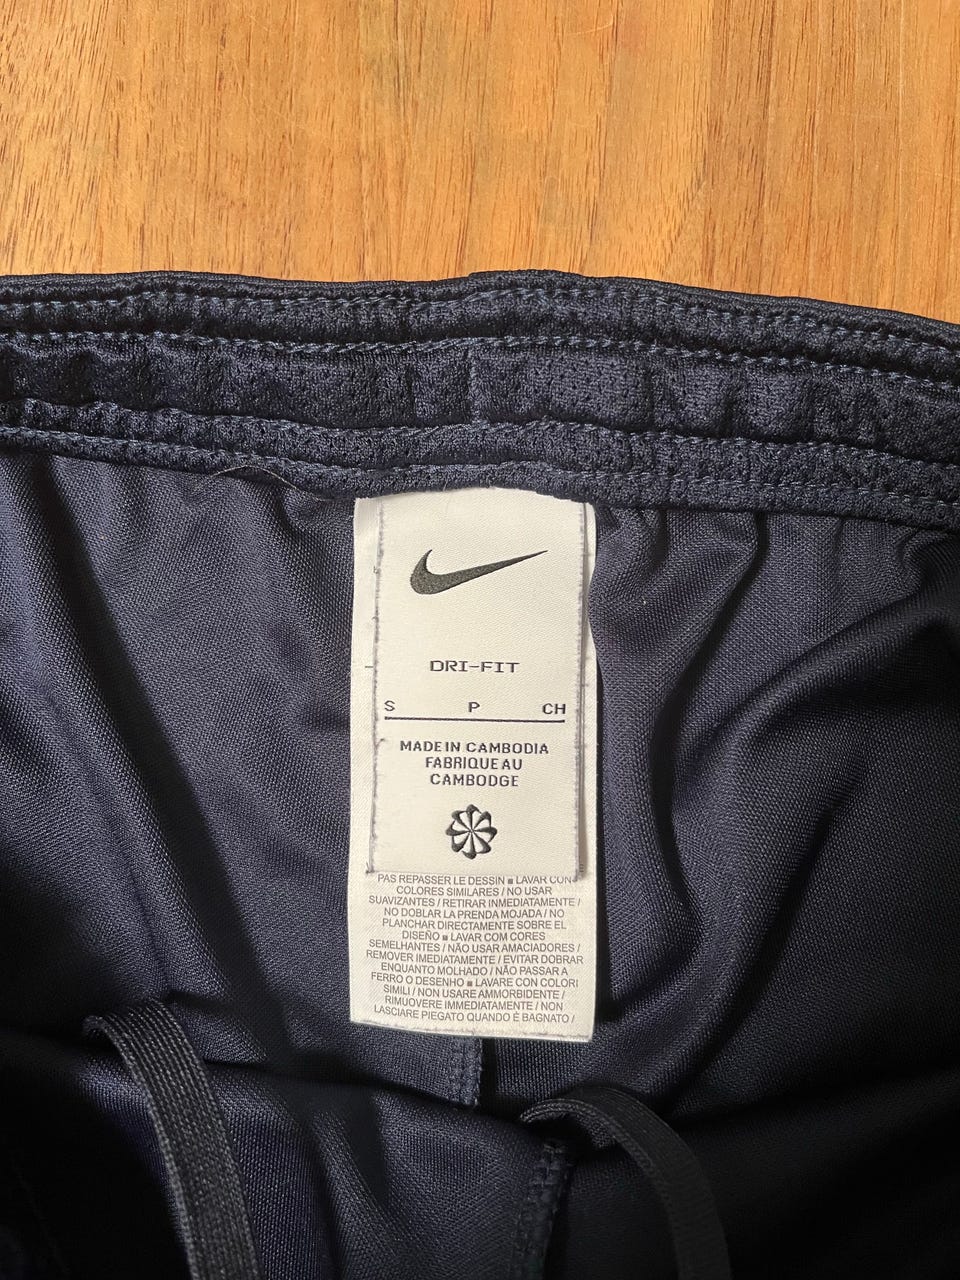 DRI-FIT
S P CH
MADE IN CAMBODIA
FABRIQUE AU
CAMBODGE
PAS REPASSER LE DESSIN ■ LAVAR CON
COLORES SIMILARES / NO USAR
SUAVIZANTES / RETIRAR INMEDIATAMENTE /
NO DOBLAR LA PRENDA MOJADA / NO
PLANCHAR DIRECTAMENTE SOBRE EL
DISEÑO ■ LAVAR COM CORES
SEMELHANTES / NÃO USAR AMACIADORES /
REMOVER IMEDIATAMENTE / EVITAR DOBRAR
ENQUANTO MOLHADO / NÃO PASSAR A
FERRO O DESENHO ■ LAVARE CON COLORI
SIMILI / NON USARE AMMORBIDENTE /
RIMUOVERE IMMEDIATAMENTE / NON
LASCIARE PIEGATO QUANDO È BAGNATO /